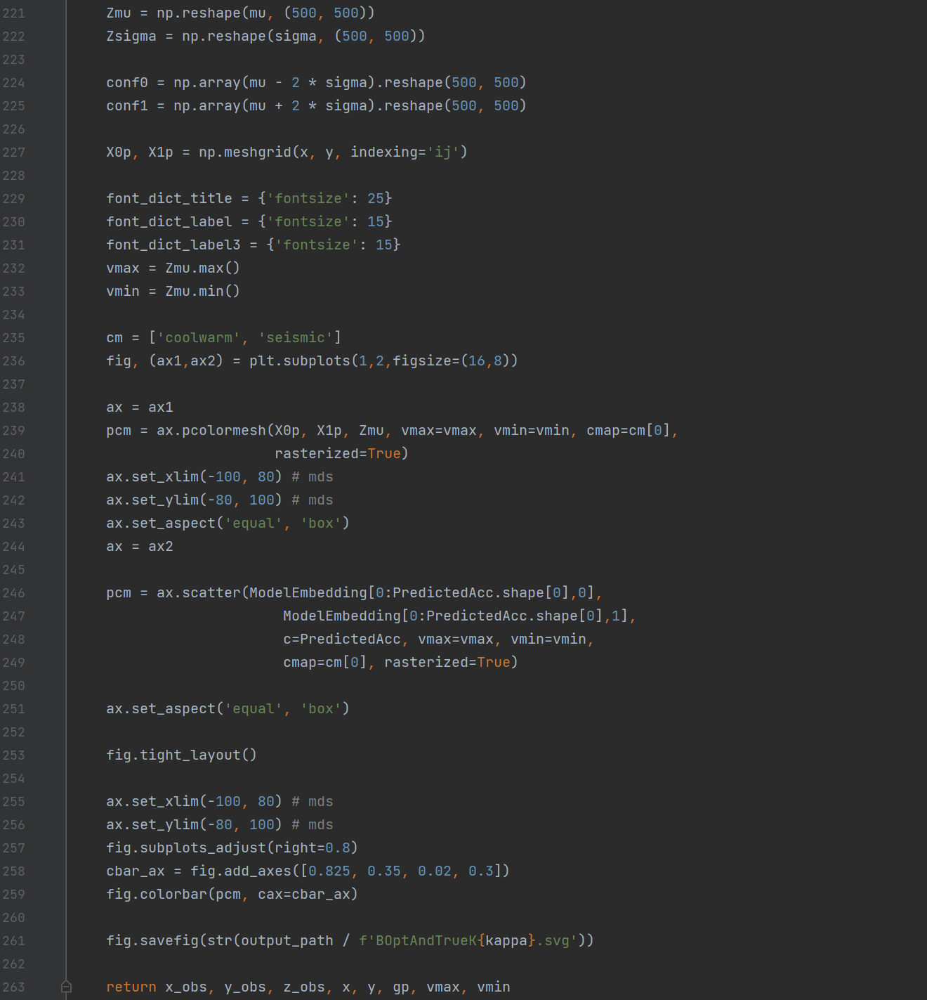 221 Zmu = np.reshape(mu, (500, 500))
222 Zsigma = np.reshape(sigma, (500, 500))
223
224 conf0 = np.array(mu - 2 * sigma).reshape(500, 500)
225 conf1 = np.array(mu + 2 * sigma).reshape(500, 500)
226
227 X0p, X1p = np.meshgrid(x, y, indexing='ij')
228
229 font_dict_title = {'fontsize': 25}
230 font_dict_label = {'fontsize': 15}
231 font_dict_label3 = {'fontsize': 15}
232 vmax = Zmu.max()
233 vmin = Zmu.min()
234
235 cm = ['coolwarm', 'seismic']
236 fig, (ax1,ax2) = plt.subplots(1,2,figsize=(16,8))
237
238 ax = ax1
239 pcm = ax.pcolormesh(X0p, X1p, Zmu, vmax=vmax, vmin=vmin, cmap=cm[0],
240 rasterized=True)
241 ax.set_xlim(-100, 80) # mds
242 ax.set_ylim(-80, 100) # mds
243 ax.set_aspect('equal', 'box')
244 ax = ax2
245
246 pcm = ax.scatter(ModelEmbedding[0:PredictedAcc.shape[0],0],
247 ModelEmbedding[0:PredictedAcc.shape[0],1],
248 c=PredictedAcc, vmax=vmax, vmin=vmin,
249 cmap=cm[0], rasterized=True)
250
251 ax.set_aspect('equal', 'box')
252
253 fig.tight_layout()
254
255 ax.set_xlim(-100, 80) # mds
256 ax.set_ylim(-80, 100) # mds
257 fig.subplots_adjust(right=0.8)
258 cbar_ax = fig.add_axes([0.825, 0.35, 0.02, 0.3])
259 fig.colorbar(pcm, cax=cbar_ax)
260
261 fig.savefig(str(output_path / f'BOptAndTrueK{kappa}.svg'))
262
263 return x_obs, y_obs, z_obs, x, y, gp, vmax, vmin